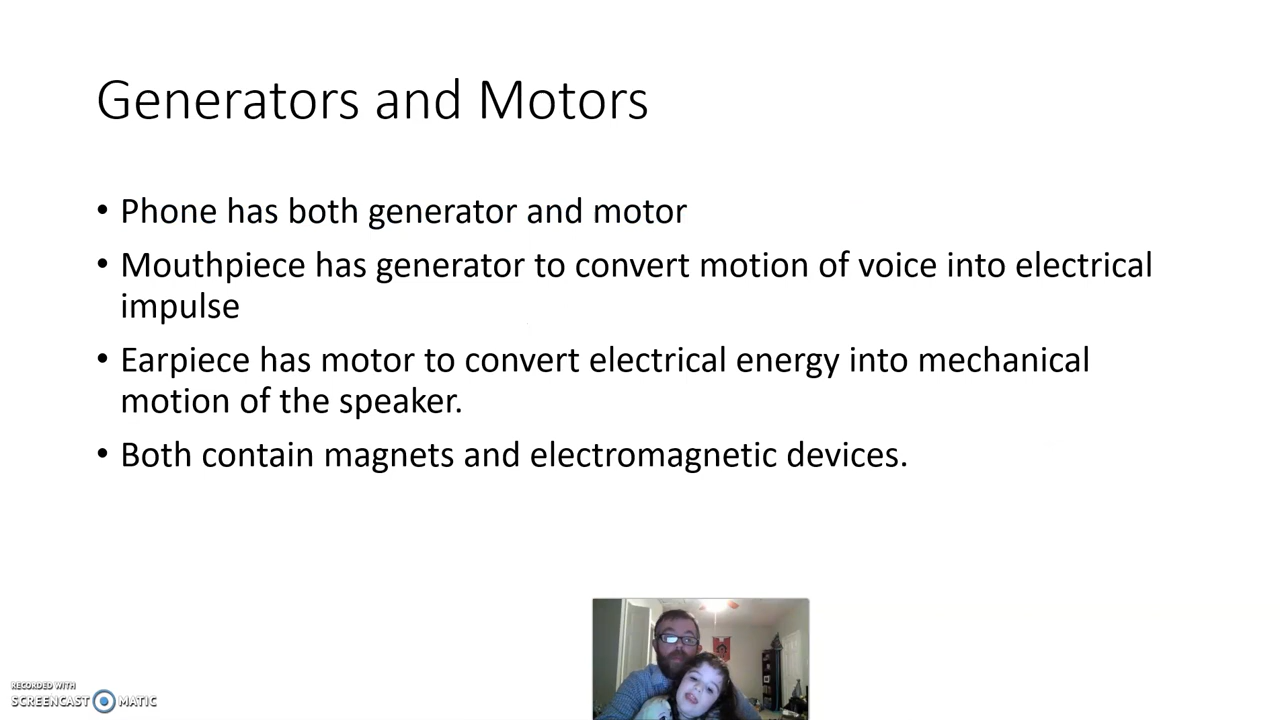 Generators and Motors
• Phone has both generator and motor
• Mouthpiece has generator to convert motion of voice into electrical
impulse
• Earpiece has motor to convert electrical energy into mechanical
motion of the speaker.
• Both contain magnets and electromagnetic devices.
RECORDED WITH
SCREENCAST MATIC